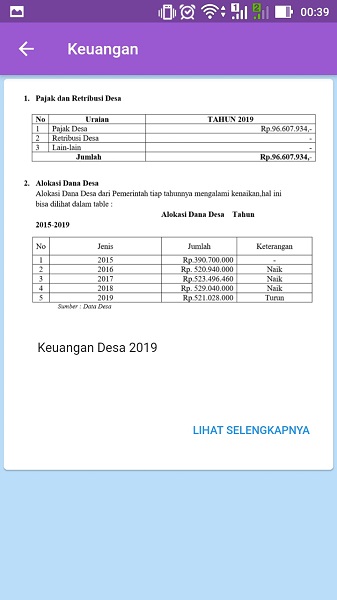 1 2 00:39
Keuangan
1. Pajak dan Retribusi Desa
No Uraian TAHUN 2019
1 Pajak Desa Rp.96.607.934,-
2 Retribusi Desa -
3 Lain-lain -
Jumlah Rp.96.607.934,-
2. Alokasi Dana Desa
Alokasi Dana Desa dari Pemerintah tiap tahunnya mengalami kenaikan,hal ini
bisa dilihat dalam table :
Alokasi Dana Desa Tahun
2015-2019
No Jenis Jumlah Keterangan
1 2015 Rp.390.700.000 -
2 2016 Rp. 520.940.000 Naik
3 2017 Rp.523.496.460 Naik
4 2018 Rp. 529.040.000 Naik
5 2019 Rp.521.028.000 Turun
Sumber : Data Desa
Keuangan Desa 2019
LIHAT SELENGKAPNYA